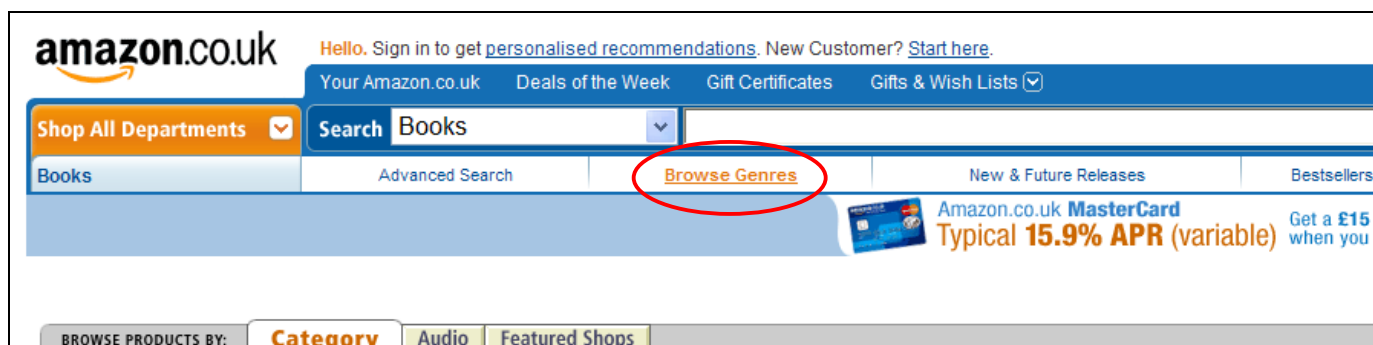 amazon.co.uk
Hello. Sign in to get personalised recommendations. New Customer? Start here.
Your Amazon.co.uk Deals of the Week Gift Certificates Gifts & Wish Lists
Shop All Departments Search Books
Books Advanced Search Browse Genres New & Future Releases Bestsellers
Amazon.co.uk MasterCard
Typical 15.9% APR (variable)
Get a £15
when you
BROWSE PRODUCTS BY: Category Audio Featured Shops